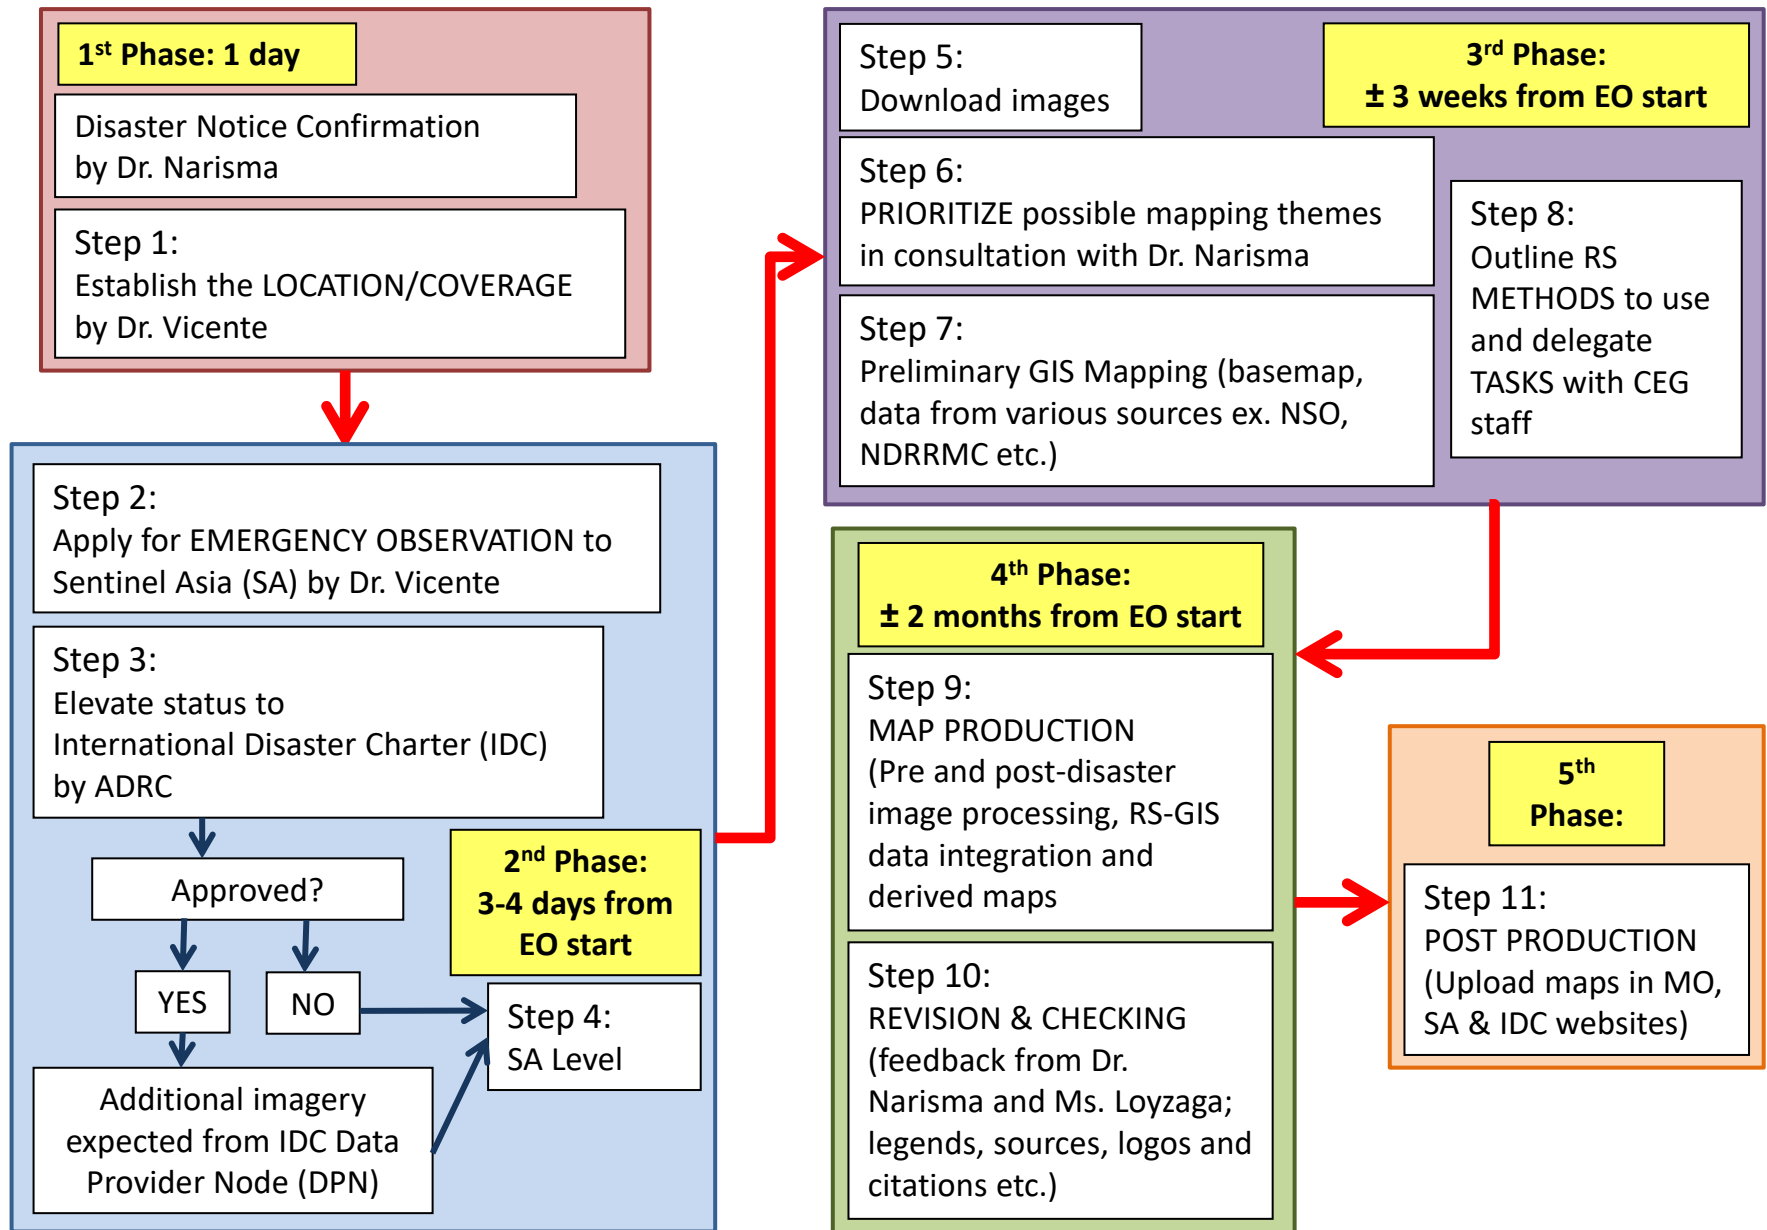 1st Phase: 1 day
Disaster Notice Confirmation
by Dr. Narisma
Step 1:
Establish the LOCATION/COVERAGE
by Dr. Vicente
Step 2:
Apply for EMERGENCY OBSERVATION to
Sentinel Asia (SA) by Dr. Vicente
Step 3:
Elevate status to
International Disaster Charter (IDC)
by ADRC
Approved?
YES
NO
Additional imagery
expected from IDC Data
Provider Node (DPN)
2nd Phase:
3-4 days from
EO start
Step 4:
SA Level
Step 5:
Download images
3rd Phase:
± 3 weeks from EO start
Step 6:
PRIORITIZE possible mapping themes
in consultation with Dr. Narisma
Step 7:
Preliminary GIS Mapping (basemap,
data from various sources ex. NSO,
NDRRMC etc.)
Step 8:
Outline RS
METHODS to use
and delegate
TASKS with CEG
staff
4th Phase:
± 2 months from EO start
Step 9:
MAP PRODUCTION
(Pre and post-disaster
image processing, RS-GIS
data integration and
derived maps
Step 10:
REVISION & CHECKING
(feedback from Dr.
Narisma and Ms. Loyzaga;
legends, sources, logos and
citations etc.)
5th
Phase:
Step 11:
POST PRODUCTION
(Upload maps in MO,
SA & IDC websites)